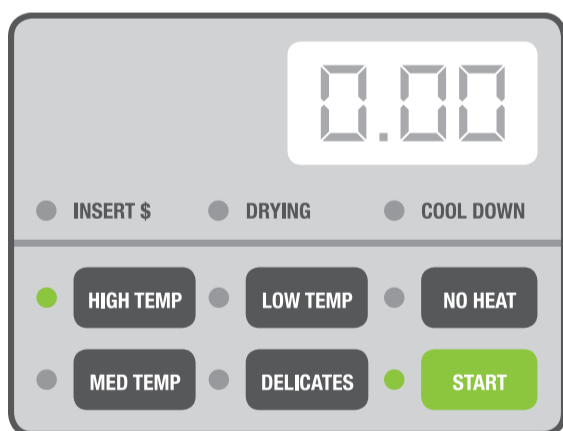 0.00
INSERT $ DRYING COOL DOWN
HIGH TEMP LOW TEMP NO HEAT
MED TEMP DELICATES START